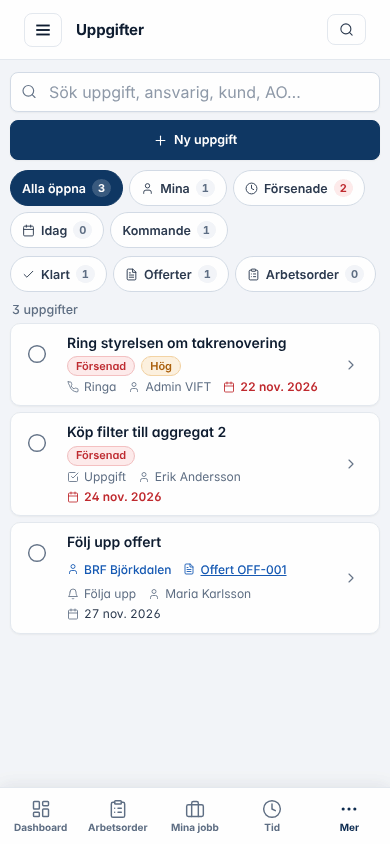 Uppgifter
Sök uppgift, ansvarig, kund, AO...
Ny uppgift
Alla öppna 3 Mina 1 Försenade 2
Idag 0 Kommande 1
Klart 1 Offerter 1 Arbetsorder 0
3 uppgifter
Ring styrelsen om takrenovering
Försenad Hög
Ringa Admin VIFT 22 nov. 2026
Köp filter till aggregat 2
Försenad
Uppgift Erik Andersson
24 nov. 2026
Följ upp offert
BRF Björkdalen Offert OFF-001
Följa upp Maria Karlsson
27 nov. 2026
Dashboard Arbetsorder Mina jobb Tid Mer